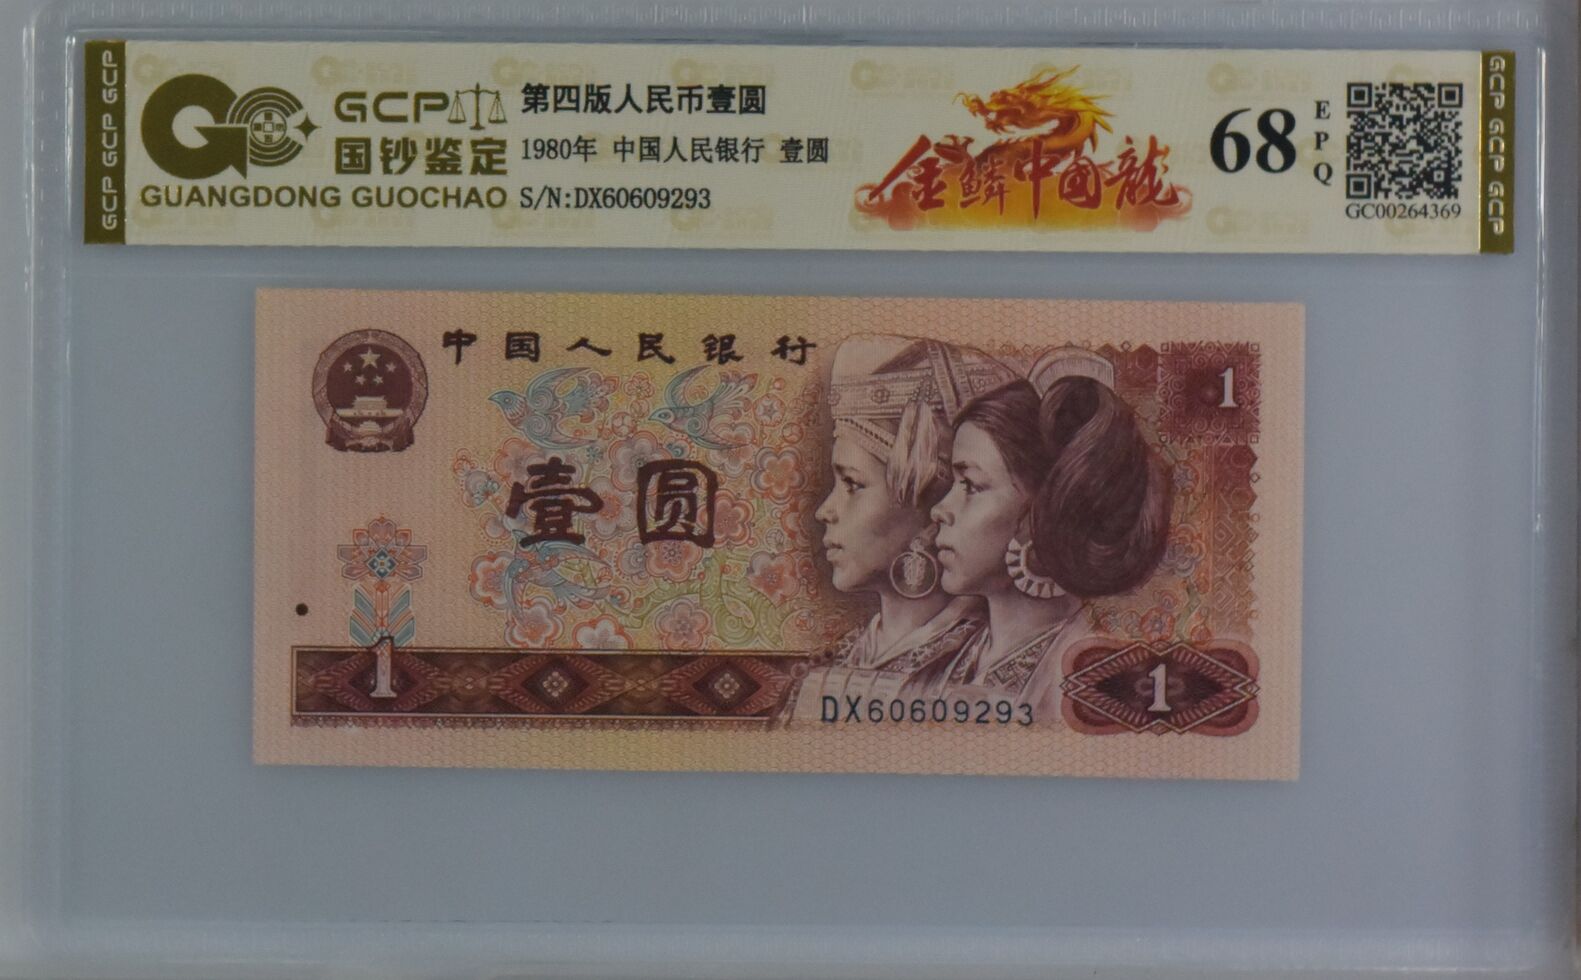 GCP GCP GCP
GCP
国钞鉴定
GUANGDONG GUOCHAO
第四版人民币壹圆
1980年 中国人民银行 壹圆
S/N:DX60609293
金鳞中國龍
68
EPQ
GC00264369
GCP GCP GCP
中国人民银行
1
壹圆
1
DX60609293
1